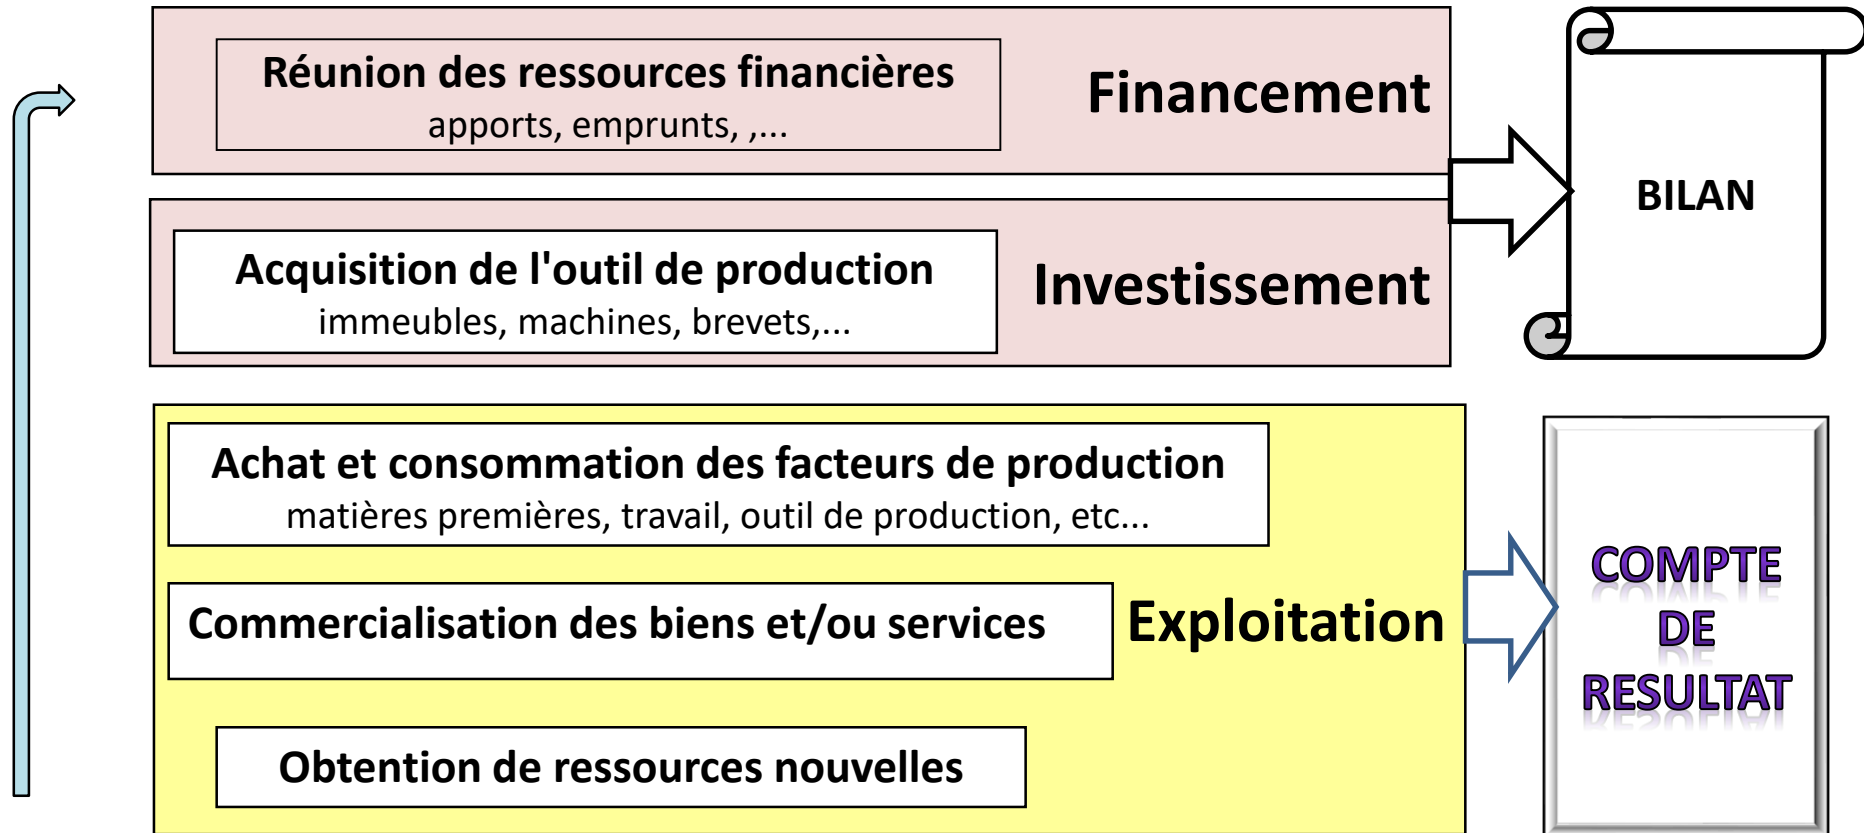 Réunion des ressources financières
apports, emprunts, ,...
Financement
Acquisition de l'outil de production
immeubles, machines, brevets,...
Investissement
BILAN
Achat et consommation des facteurs de production
matières premières, travail, outil de production, etc...
Commercialisation des biens et/ou services
Exploitation
Obtention de ressources nouvelles
COMPTE
DE
RESULTAT